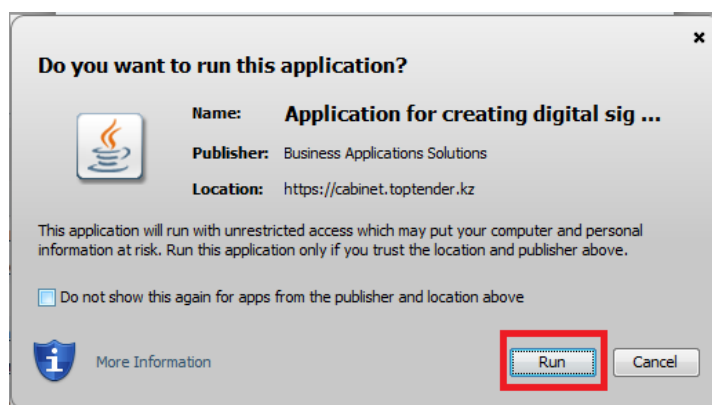 Do you want to run this application?
Name: Application for creating digital sig ...
Publisher: Business Applications Solutions
Location: https://cabinet.toptender.kz
This application will run with unrestricted access which may put your computer and personal
information at risk. Run this application only if you trust the location and publisher above.
Do not show this again for apps from the publisher and location above
More Information
Run Cancel